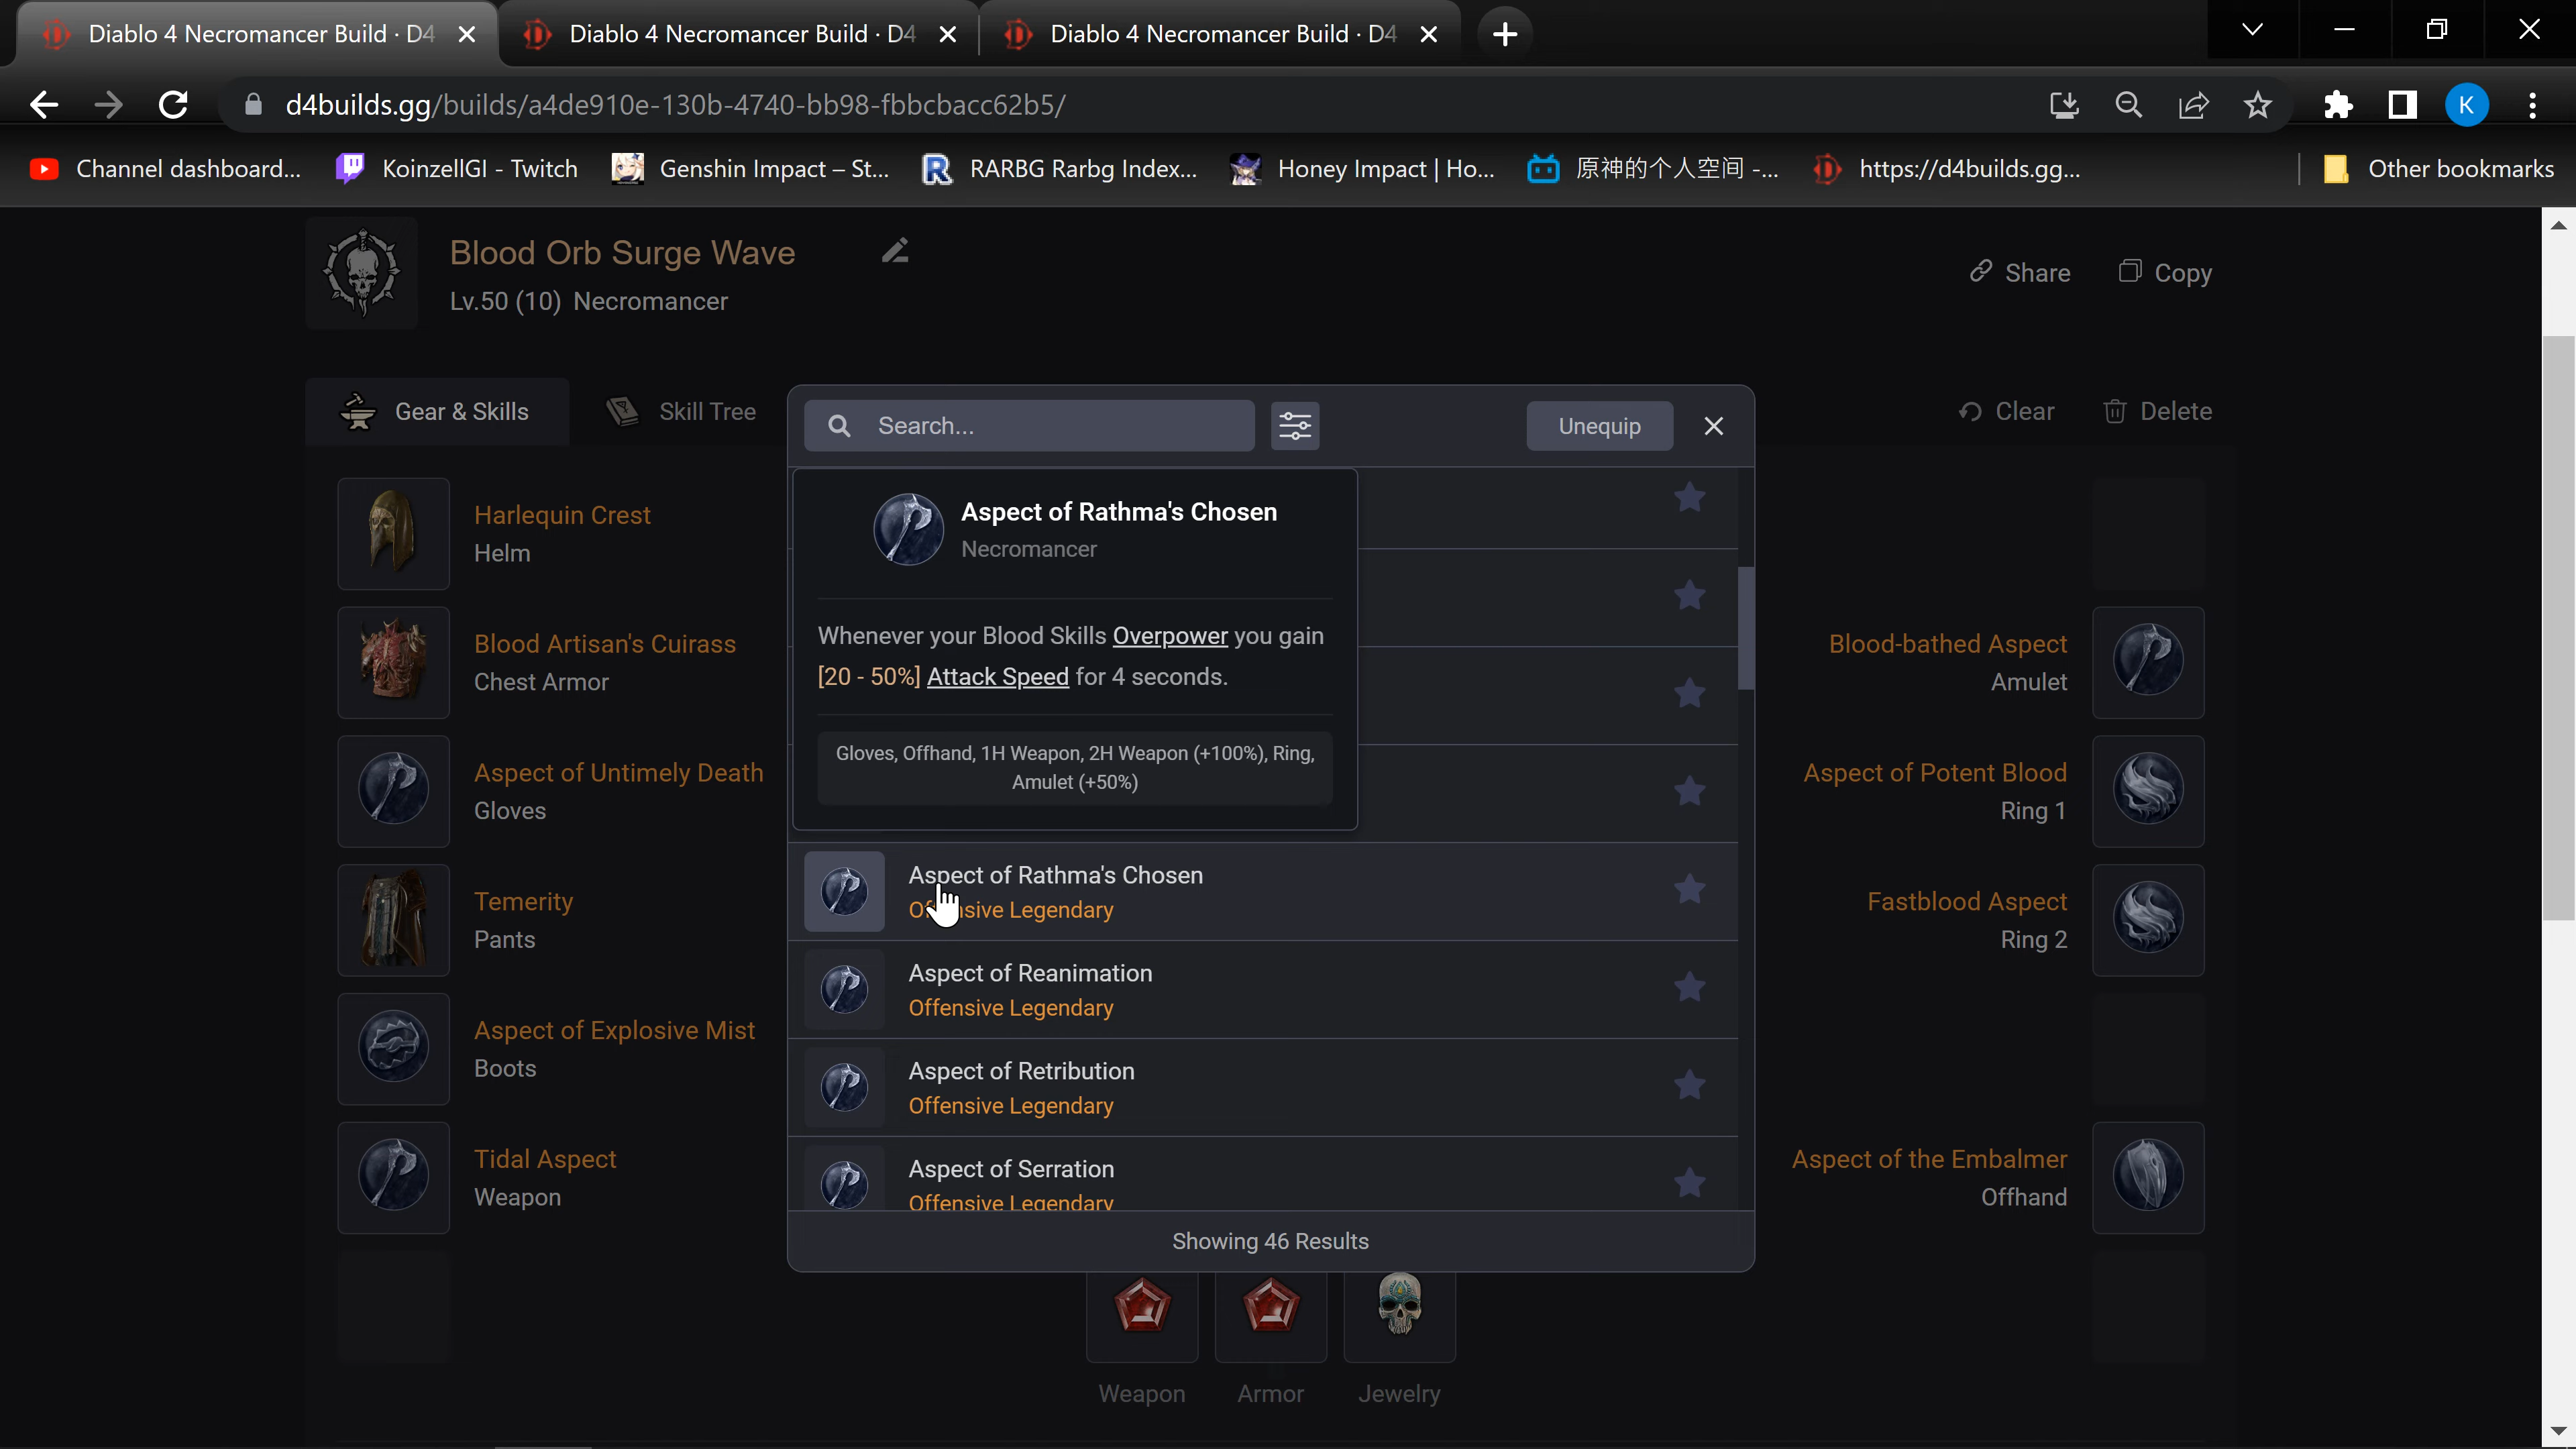 Diablo 4 Necromancer Build · D4
Diablo 4 Necromancer Build · D4
Diablo 4 Necromancer Build · D4
d4builds.gg/builds/a4de910e-130b-4740-bb98-fbbcbacc62b5/
K
Channel dashboard...
KoinzellGI - Twitch
Genshin Impact – St...
RARBG Rarbg Index...
Honey Impact | Ho...
原神的个人空间 -...
https://d4builds.gg...
Other bookmarks
Blood Orb Surge Wave
Lv.50 (10) Necromancer
Share
Copy
Gear & Skills
Skill Tree
Search...
Unequip
Clear
Delete
Harlequin Crest
Helm
Blood Artisan's Cuirass
Chest Armor
Aspect of Untimely Death
Gloves
Temerity
Pants
Aspect of Explosive Mist
Boots
Tidal Aspect
Weapon
Aspect of Rathma's Chosen
Necromancer
Whenever your Blood Skills Overpower you gain
[20 - 50%] Attack Speed for 4 seconds.
Gloves, Offhand, 1H Weapon, 2H Weapon (+100%), Ring,
Amulet (+50%)
Aspect of Rathma's Chosen
Offensive Legendary
Aspect of Reanimation
Offensive Legendary
Aspect of Retribution
Offensive Legendary
Aspect of Serration
Offensive Legendary
Showing 46 Results
Blood-bathed Aspect
Amulet
Aspect of Potent Blood
Ring 1
Fastblood Aspect
Ring 2
Aspect of the Embalmer
Offhand
Weapon
Armor
Jewelry